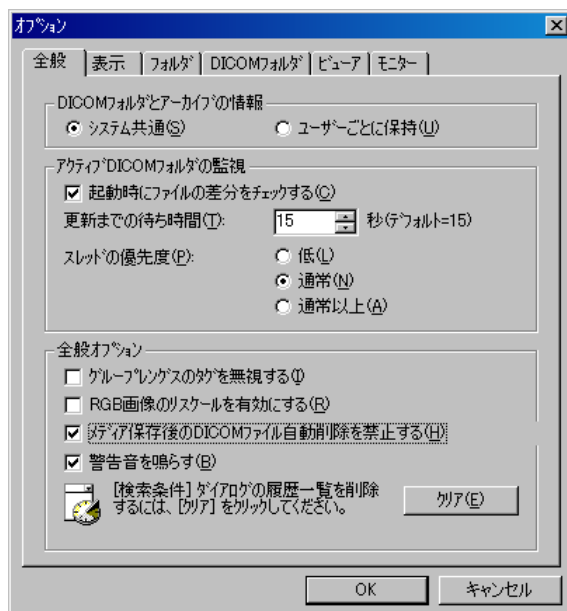 オプション
全般 表示 フォルダ DICOMフォルダ ビューア モニター
DICOMフォルダとアーカイブの情報
システム共通(S) ユーザーごとに保持(U)
アクティブDICOMフォルダの監視
起動時にファイルの差分をチェックする(C)
更新までの待ち時間(T): 15 秒(デフォルト=15)
スレッドの優先度(P): 低(L)
通常(N)
通常以上(A)
全般オプション
グループレングスのタグを無視する(I)
RGB画像のリスケールを有効にする(R)
メディア保存後のDICOMファイル自動削除を禁止する(H)
警告音を鳴らす(B)
[検索条件] ダイアログの履歴一覧を削除
するには、[クリア] をクリックしてください。
クリア(E)
OK キャンセル